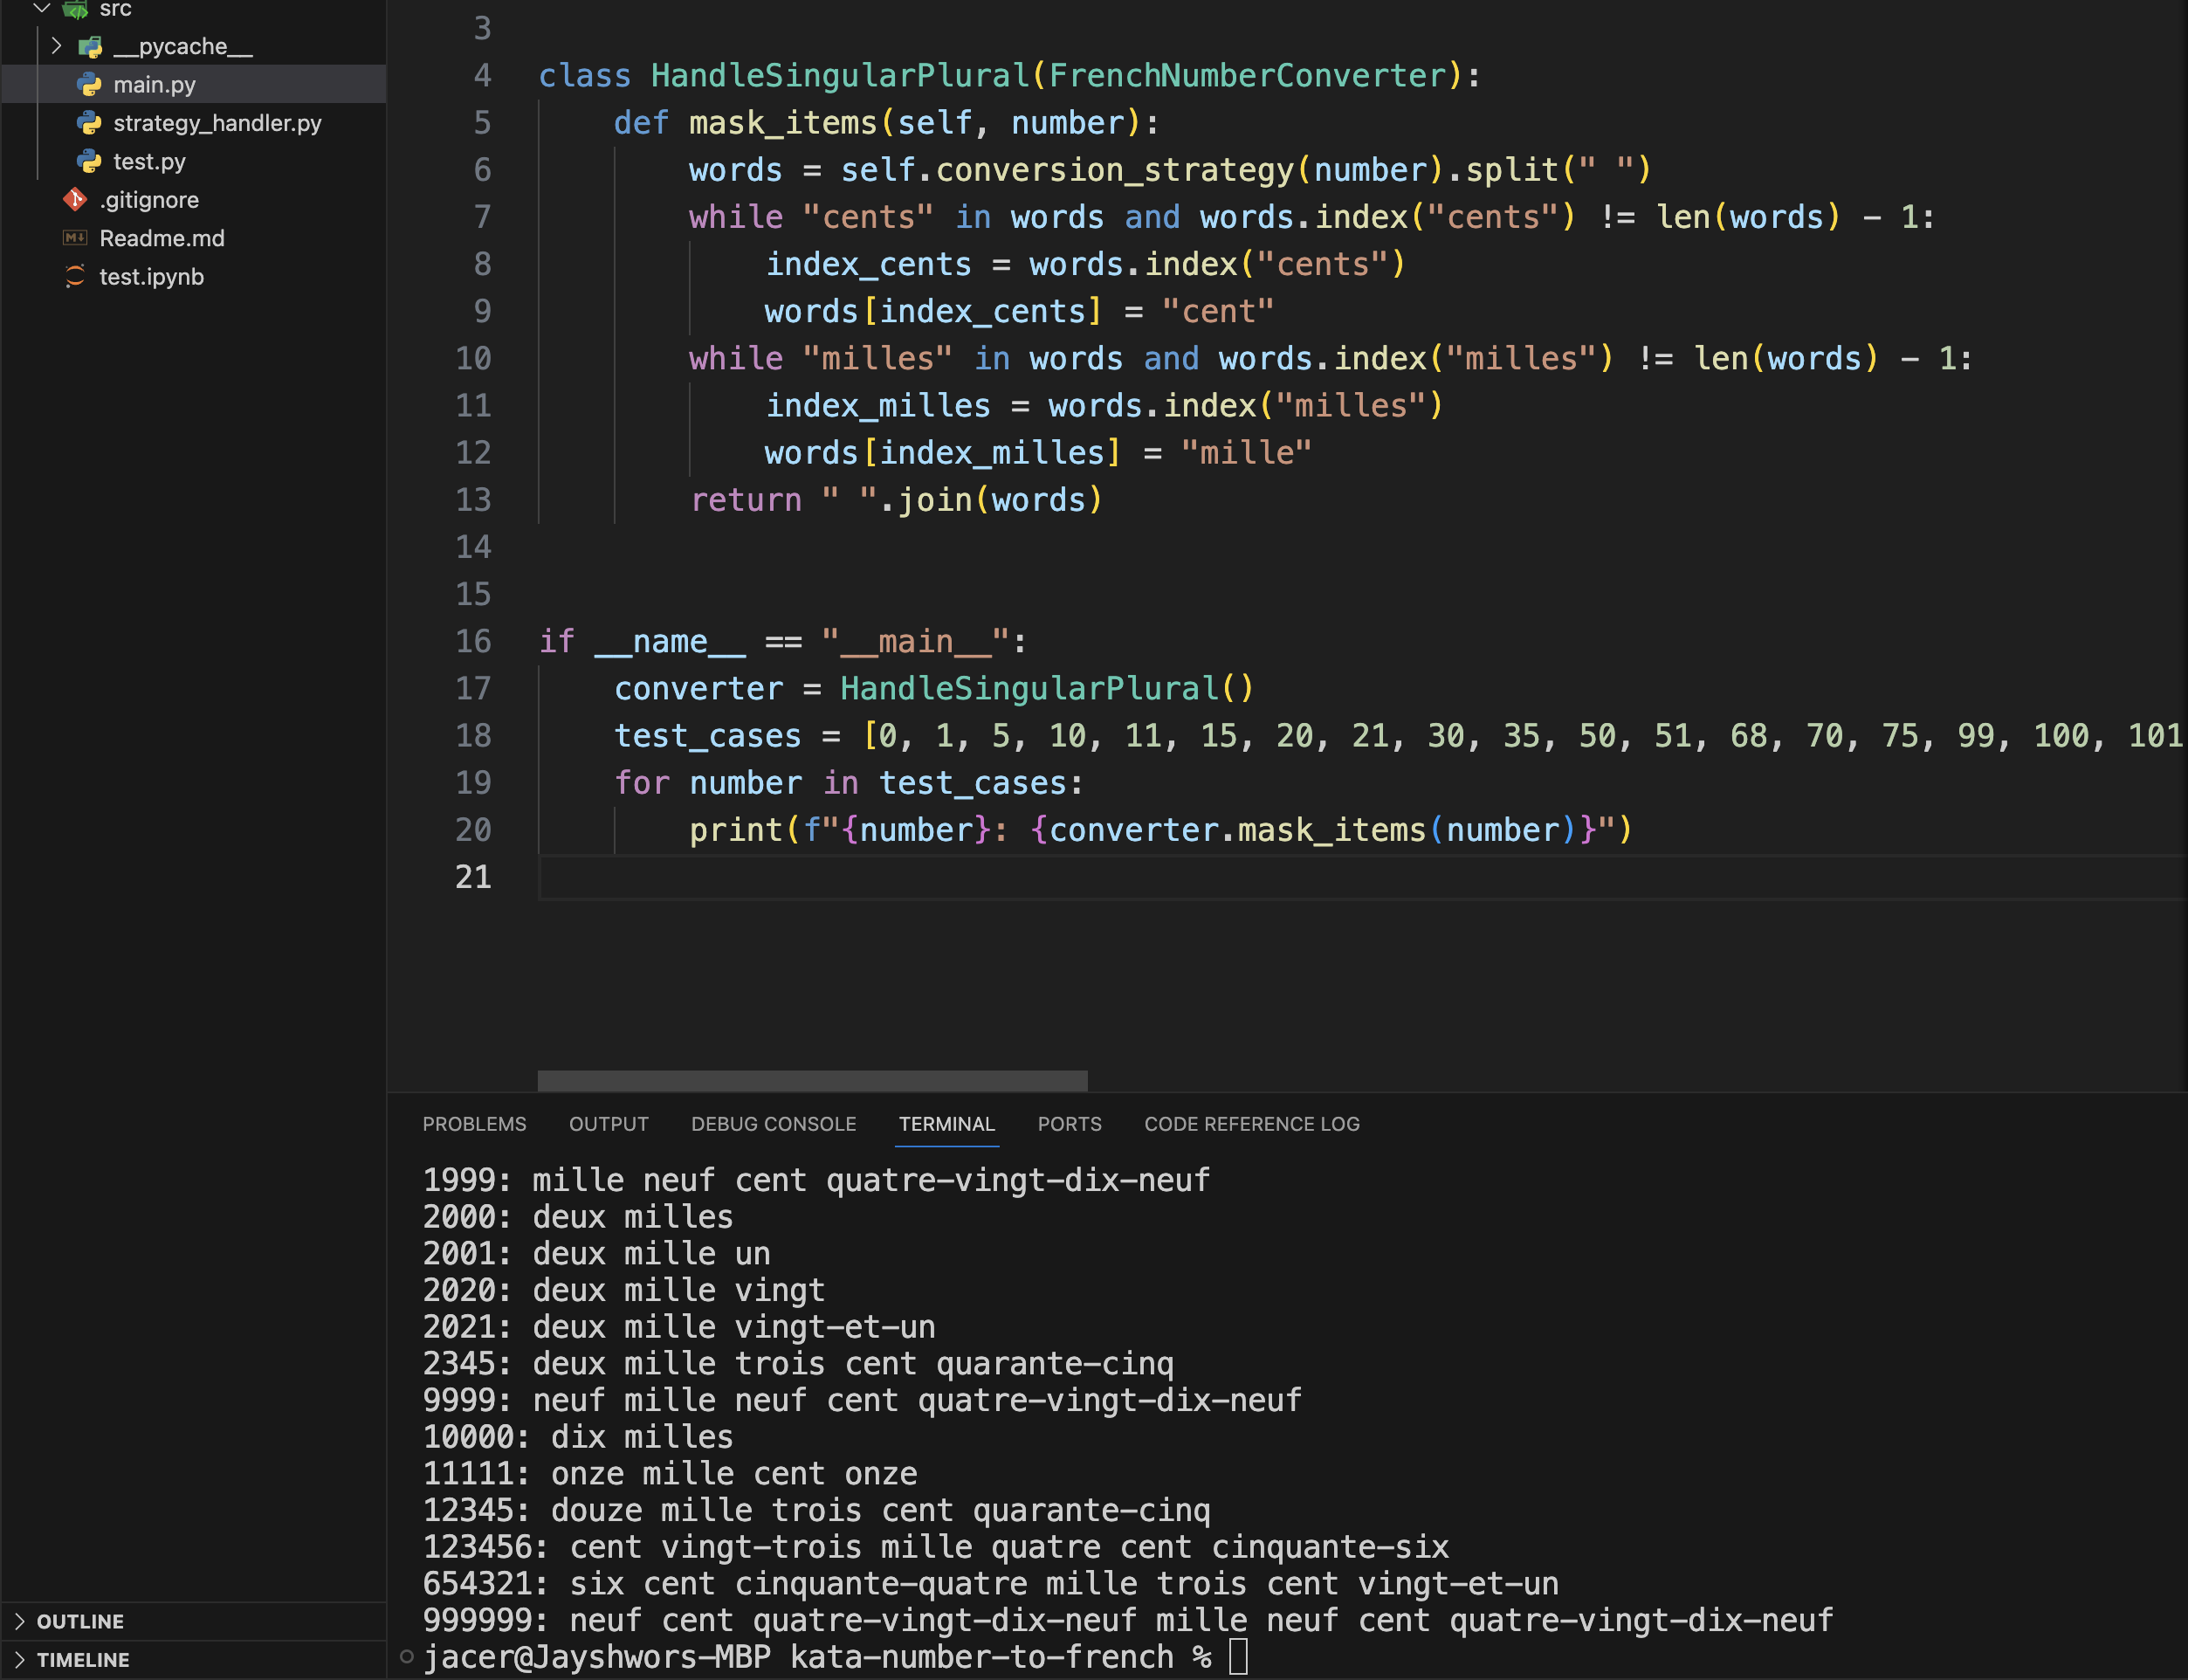 src
__pycache__
main.py
strategy_handler.py
test.py
.gitignore
Readme.md
test.ipynb
OUTLINE
TIMELINE
3
4 class HandleSingularPlural(FrenchNumberConverter):
5 def mask_items(self, number):
6 words = self.conversion_strategy(number).split(" ")
7 while "cents" in words and words.index("cents") != len(words) - 1:
8 index_cents = words.index("cents")
9 words[index_cents] = "cent"
10 while "milles" in words and words.index("milles") != len(words) - 1:
11 index_milles = words.index("milles")
12 words[index_milles] = "mille"
13 return " ".join(words)
14
15
16 if __name__ == "__main__":
17 converter = HandleSingularPlural()
18 test_cases = [0, 1, 5, 10, 11, 15, 20, 21, 30, 35, 50, 51, 68, 70, 75, 99, 100, 101
19 for number in test_cases:
20 print(f"{number}: {converter.mask_items(number)}")
21
PROBLEMS OUTPUT DEBUG CONSOLE TERMINAL PORTS CODE REFERENCE LOG
1999: mille neuf cent quatre-vingt-dix-neuf
2000: deux milles
2001: deux mille un
2020: deux mille vingt
2021: deux mille vingt-et-un
2345: deux mille trois cent quarante-cinq
9999: neuf mille neuf cent quatre-vingt-dix-neuf
10000: dix milles
11111: onze mille cent onze
12345: douze mille trois cent quarante-cinq
123456: cent vingt-trois mille quatre cent cinquante-six
654321: six cent cinquante-quatre mille trois cent vingt-et-un
999999: neuf cent quatre-vingt-dix-neuf mille neuf cent quatre-vingt-dix-neuf
jacer@Jayshwors-MBP kata-number-to-french %